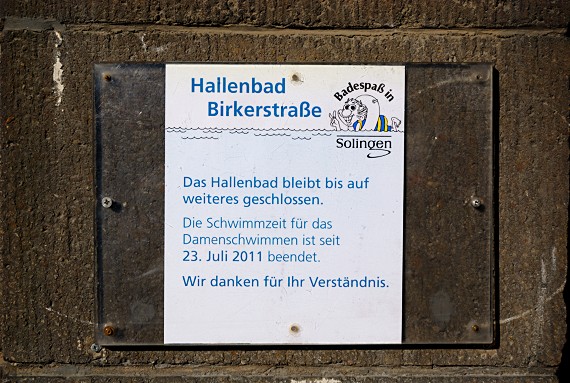 Hallenbad
Birkerstraße
Badespaß in
Solingen
Das Hallenbad bleibt bis auf
weiteres geschlossen.
Die Schwimmzeit für das
Damenschwimmen ist seit
23. Juli 2011 beendet.
Wir danken für Ihr Verständnis.